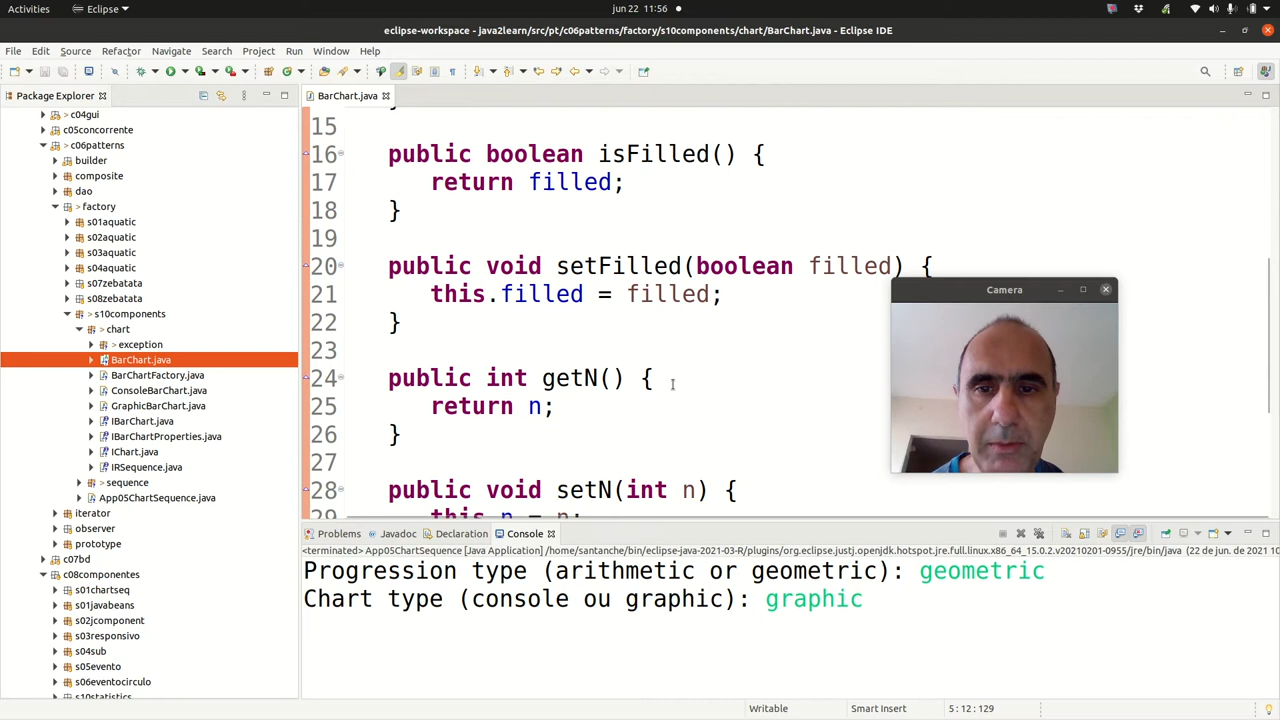 Activities
Eclipse
jun 22 11:56
eclipse-workspace - java2learn/src/pt/c06patterns/factory/s10components/chart/BarChart.java - Eclipse IDE
File Edit Source Refactor Navigate Search Project Run Window Help
Package Explorer
BarChart.java
c04gui
c05concorrente
c06patterns
builder
composite
dao
> factory
s01aquatic
s02aquatic
s03aquatic
s04aquatic
s07zebatata
s08zebatata
> s10components
> chart
> exception
BarChart.java
BarChartFactory.java
ConsoleBarChart.java
GraphicBarChart.java
IBarChart.java
IBarChartProperties.java
IChart.java
IRSequence.java
> sequence
App05ChartSequence.java
iterator
observer
prototype
c07bd
c08componentes
s01chartseq
s01javabeans
s02jcomponent
s03responsivo
s04sub
s05evento
s06eventocirculo
s10statistics
15
16 public boolean isFilled() {
17 return filled;
18 }
19
20 public void setFilled(boolean filled) {
21 this.filled = filled;
22 }
23
24 public int getN() {
25 return n;
26 }
27
28 public void setN(int n) {
29 this.n = n;
Camera
Problems Javadoc Declaration Console
<terminated> App05ChartSequence [Java Application] /home/santanche/bin/eclipse-java-2021-03-R/plugins/org.eclipse.justj.openjdk.hotspot.jre.full.linux.x86_64_15.0.2.v20210201-0955/jre/bin/java (22 de jun. de 2021 10
Progression type (arithmetic or geometric): geometric
Chart type (console ou graphic): graphic
Writable
Smart Insert
5 : 12 : 129